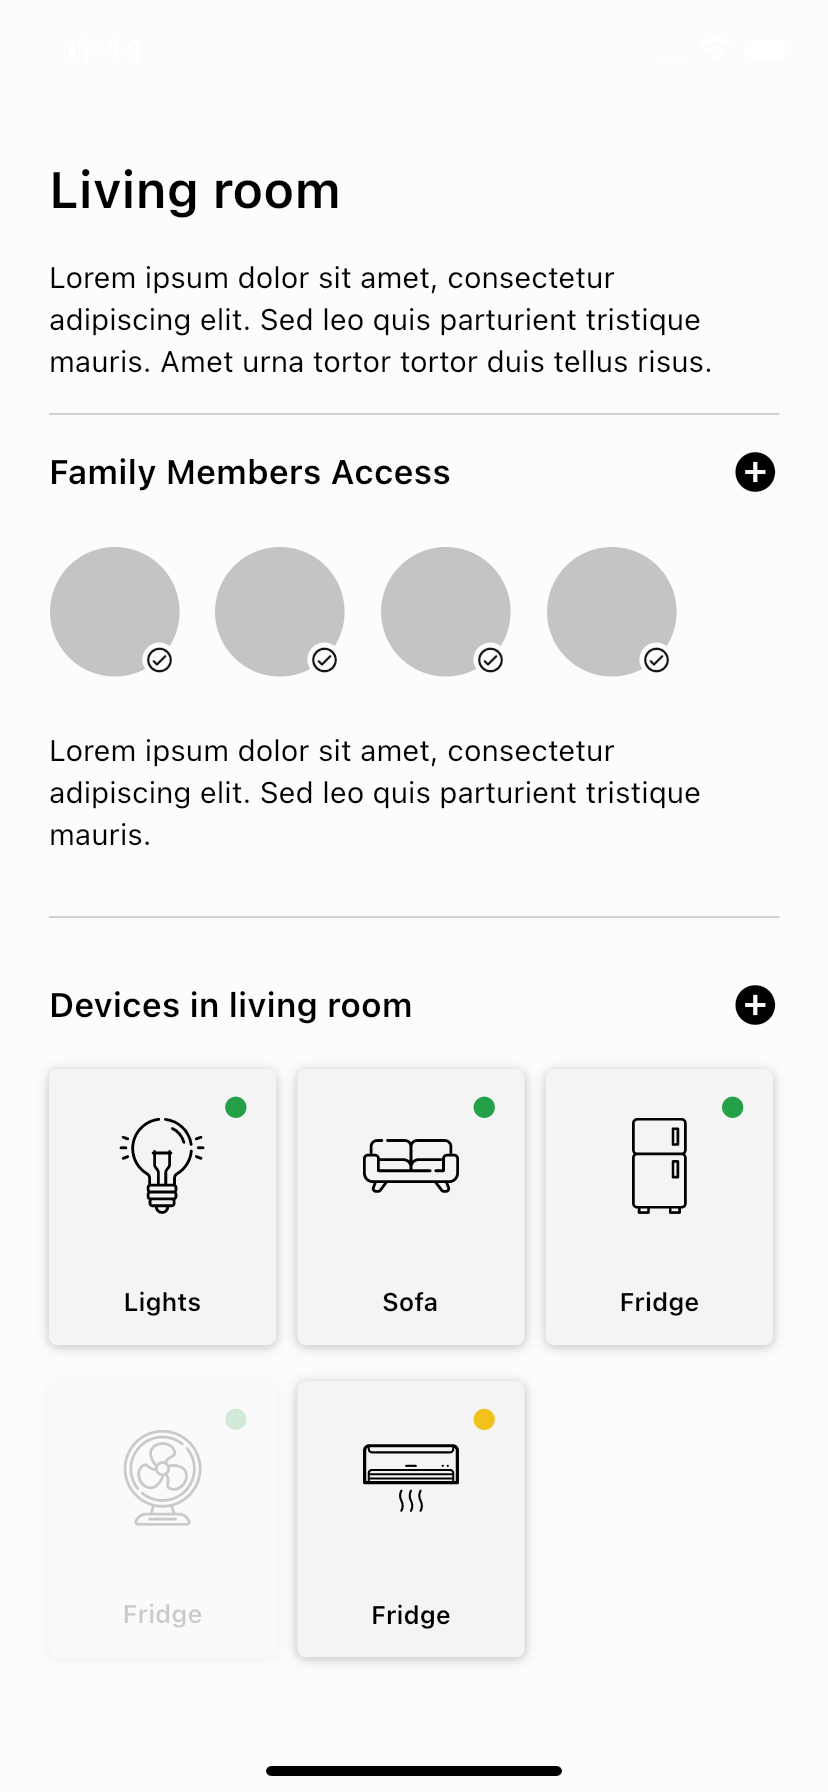 11:44
Living room
Lorem ipsum dolor sit amet, consectetur
adipiscing elit. Sed leo quis parturient tristique
mauris. Amet urna tortor tortor duis tellus risus.
Family Members Access
Lorem ipsum dolor sit amet, consectetur
adipiscing elit. Sed leo quis parturient tristique
mauris.
Devices in living room
Lights
Sofa
Fridge
Fridge
Fridge